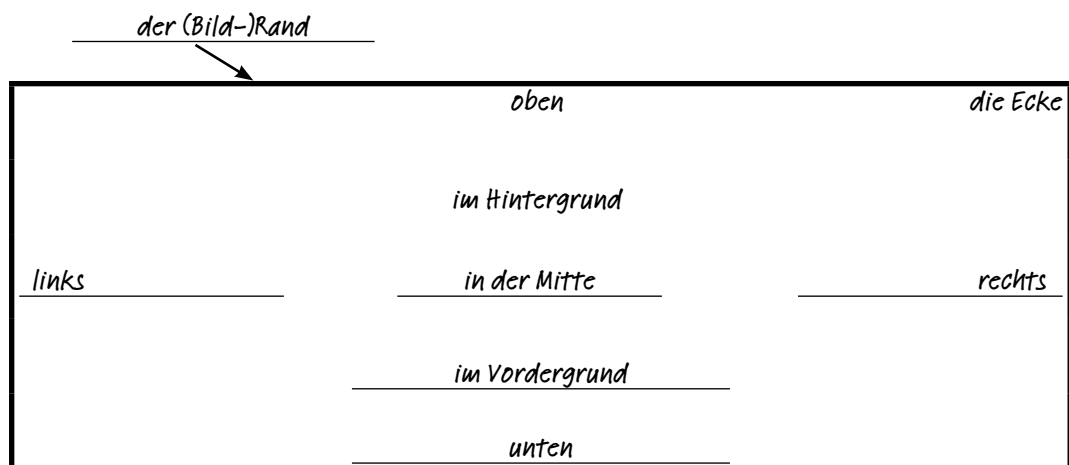 der (Bild-)Rand
oben die Ecke
im Hintergrund
links in der Mitte rechts
im Vordergrund
unten